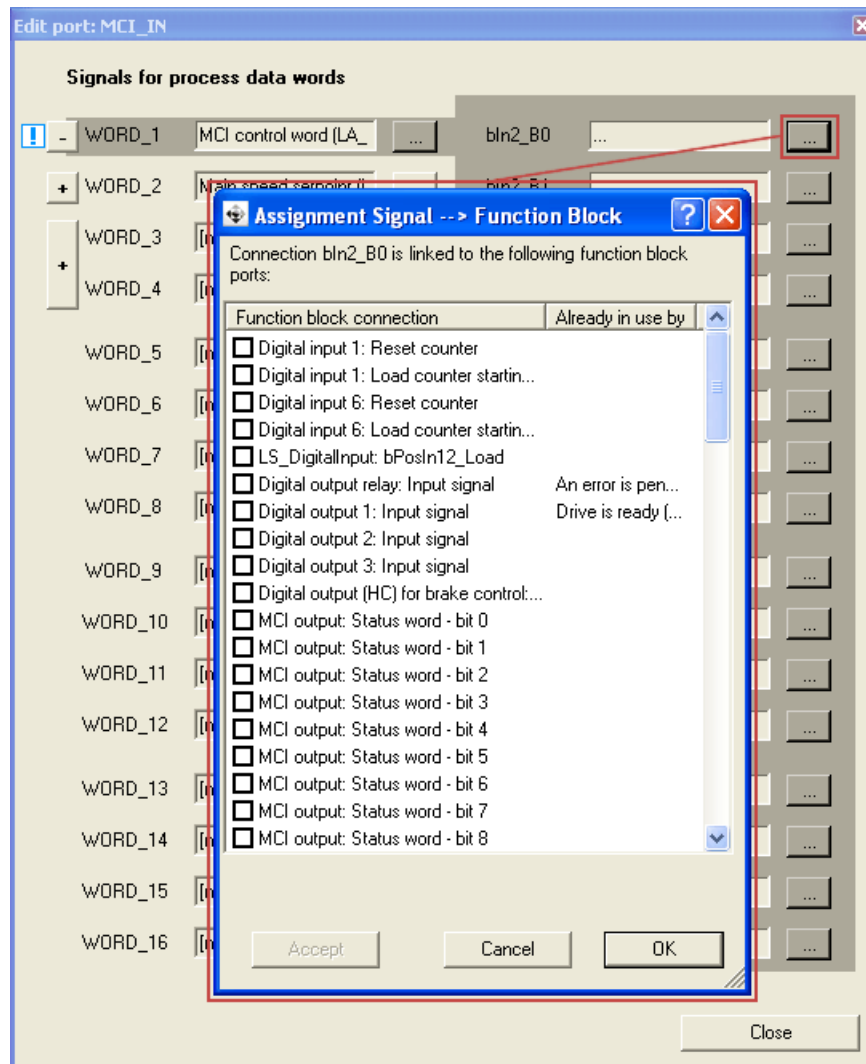 Edit port: MCI_IN
Signals for process data words
! - WORD_1 MCI control word (LA_ ... bIn2_B0 ... ...
+ WORD_2 Main speed setpoint ...
WORD_3
+
WORD_4 ...
WORD_5 ...
WORD_6 ...
WORD_7 ...
WORD_8 ...
WORD_9 ...
WORD_10 ...
WORD_11 ...
WORD_12 ...
WORD_13 ...
WORD_14 ...
WORD_15 ...
WORD_16 ...
Assignment Signal --> Function Block ?
Connection bIn2_B0 is linked to the following function block
ports:
Function block connection Already in use by
Digital input 1: Reset counter
Digital input 1: Load counter startin...
Digital input 6: Reset counter
Digital input 6: Load counter startin...
LS_DigitalInput: bPosIn12_Load
Digital output relay: Input signal An error is pen...
Digital output 1: Input signal Drive is ready (...
Digital output 2: Input signal
Digital output 3: Input signal
Digital output (HC) for brake control:...
MCI output: Status word - bit 0
MCI output: Status word - bit 1
MCI output: Status word - bit 2
MCI output: Status word - bit 3
MCI output: Status word - bit 4
MCI output: Status word - bit 5
MCI output: Status word - bit 6
MCI output: Status word - bit 7
MCI output: Status word - bit 8
Accept Cancel OK
Close